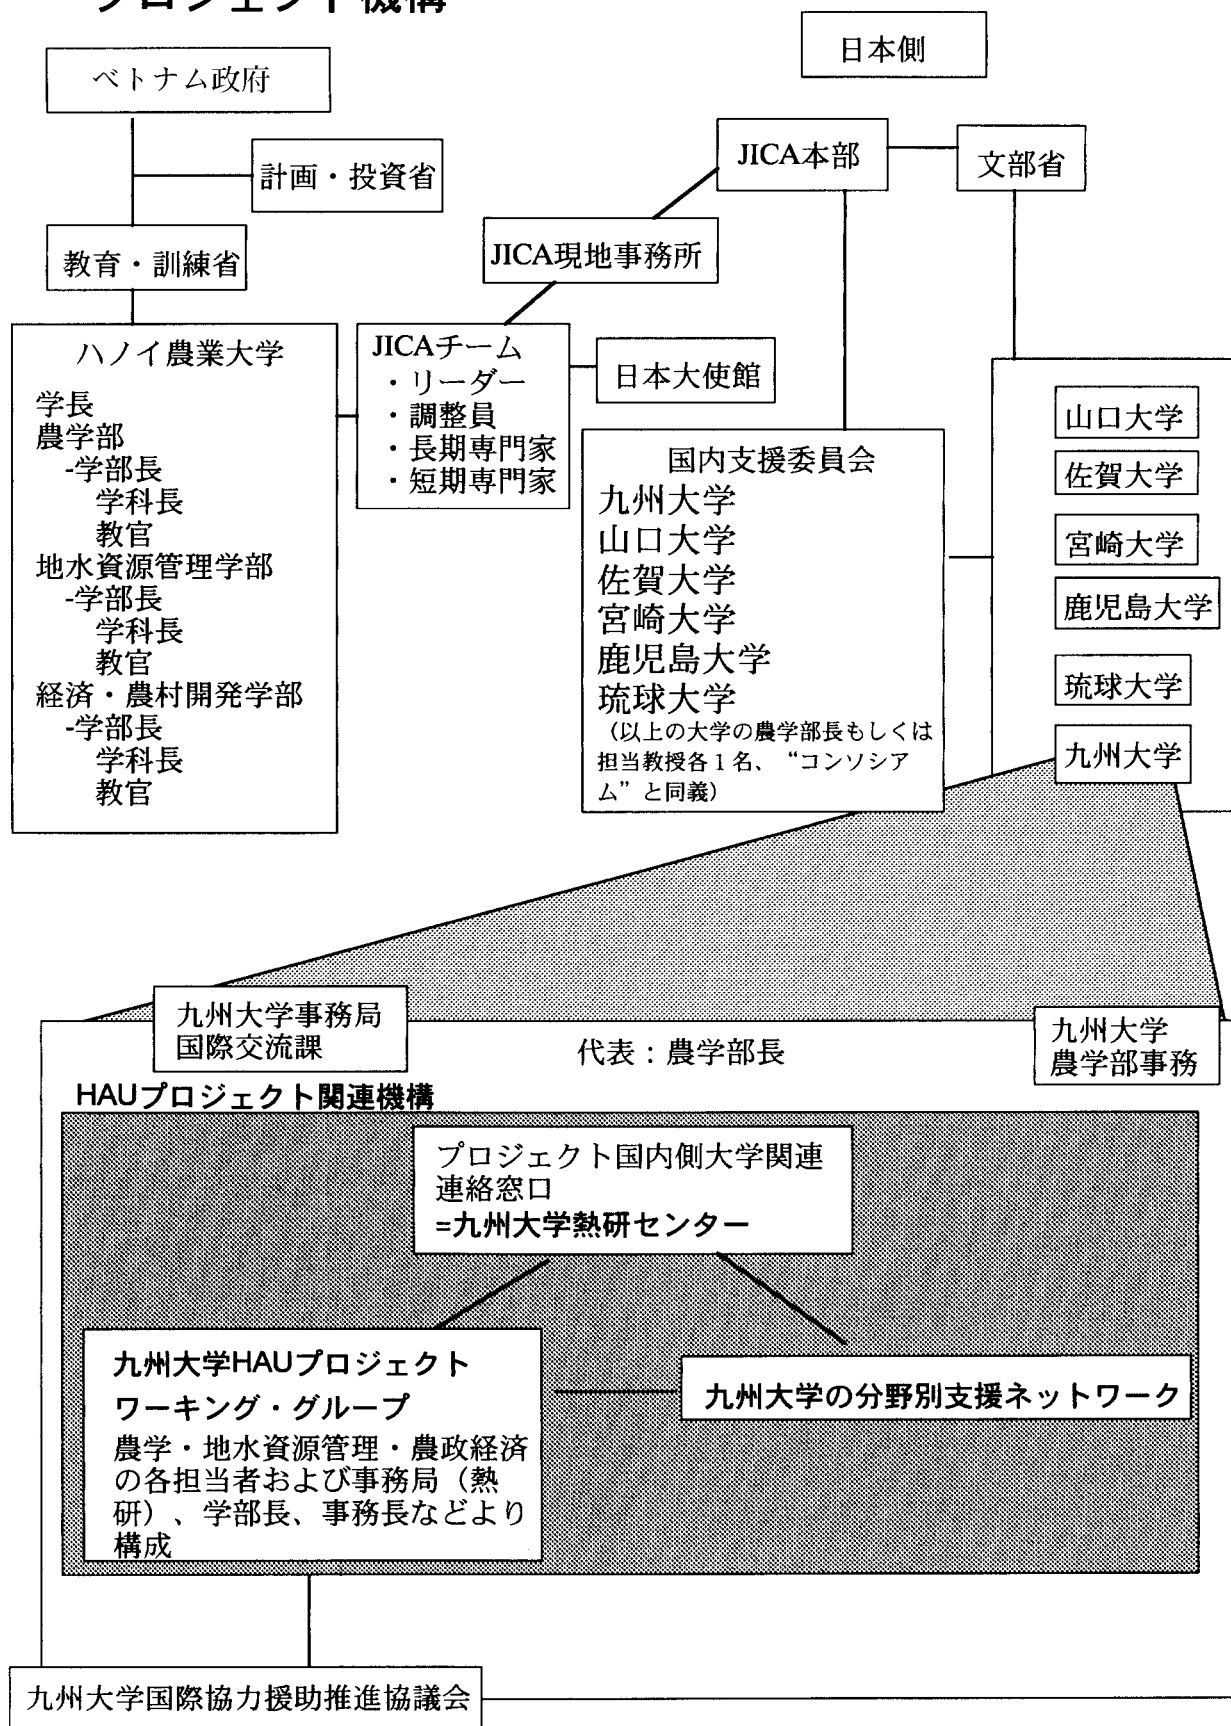 プロジェクト機構
日本側
ベトナム政府
計画・投資省
教育・訓練省
JICA本部
文部省
JICA現地事務所
ハノイ農業大学
学長
農学部
-学部長
学科長
教官
地水資源管理学部
-学部長
学科長
教官
経済・農村開発学部
-学部長
学科長
教官
JICAチーム
・リーダー
・調整員
・長期専門家
・短期専門家
日本大使館
国内支援委員会
九州大学
山口大学
佐賀大学
宮崎大学
鹿児島大学
琉球大学
(以上の大学の農学部長もしくは
担当教授各1名、“コンソシア
ム”と同義)
山口大学
佐賀大学
宮崎大学
鹿児島大学
琉球大学
九州大学
九州大学事務局
国際交流課
代表:農学部長
九州大学
農学部事務
HAUプロジェクト関連機構
プロジェクト国内側大学関連
連絡窓口
=九州大学熱研センター
九州大学HAUプロジェクト
ワーキング・グループ
農学・地水資源管理・農政経済
の各担当者および事務局(熱
研)、学部長、事務長などより
構成
九州大学の分野別支援ネットワーク
九州大学国際協力援助推進協議会